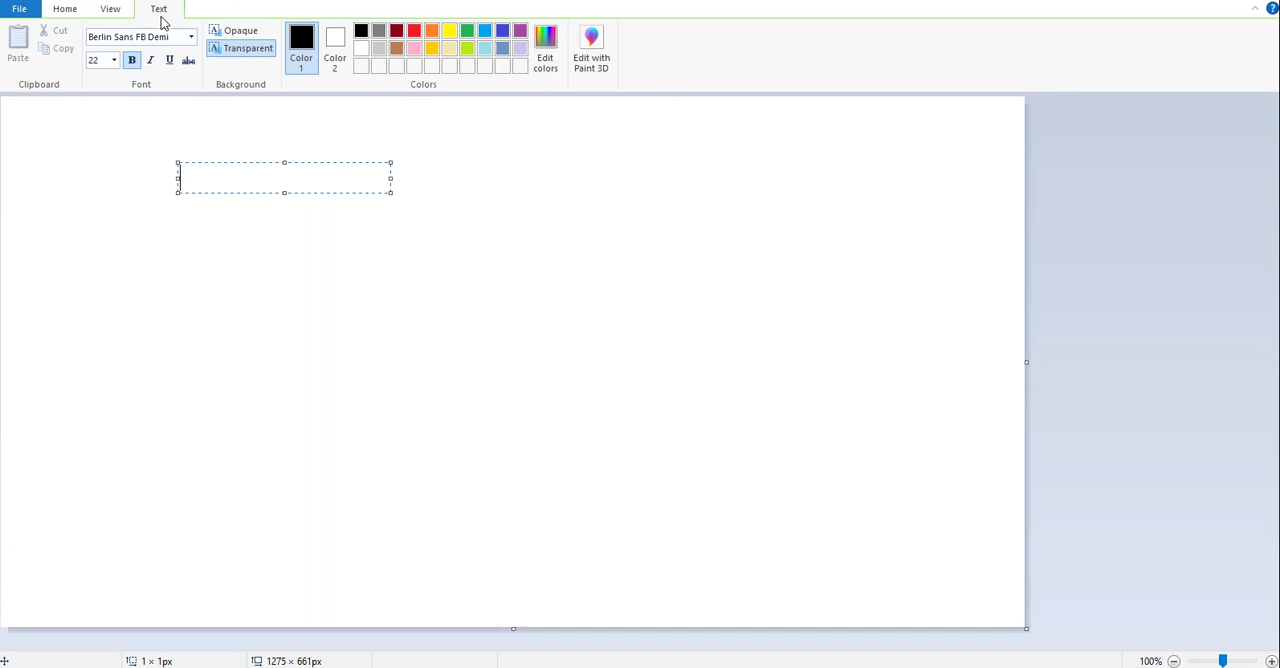 File Home View Text
Cut Opaque
Berlin Sans FB Demi
Copy Transparent
Paste Color 1 Color 2 Edit colors Edit with Paint 3D
22 B I U abc
Clipboard Font Background Colors
1 × 1px 1275 × 661px 100%